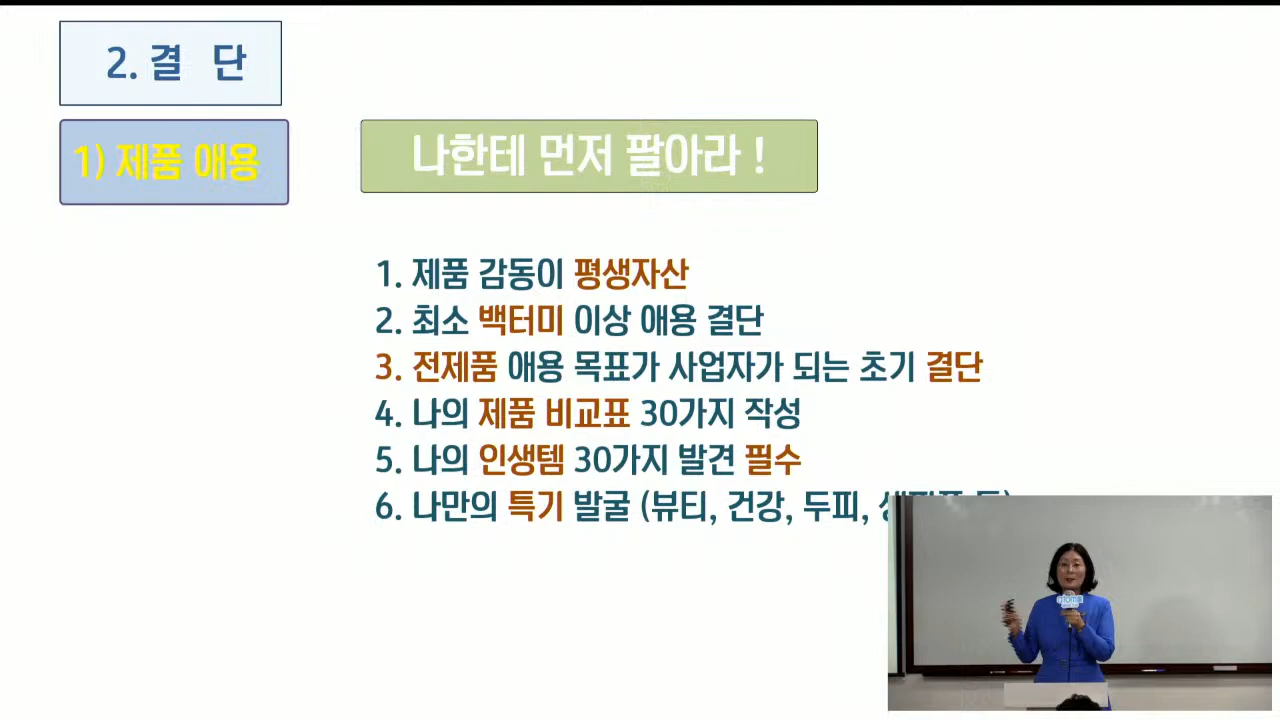 2. 결 단
1) 제품 애용
나한테 먼저 팔아라 !
1. 제품 감동이 평생자산
2. 최소 백터미 이상 애용 결단
3. 전제품 애용 목표가 사업자가 되는 초기 결단
4. 나의 제품 비교표 30가지 작성
5. 나의 인생템 30가지 발견 필수
6. 나만의 특기 발굴 (뷰티, 건강, 두피,